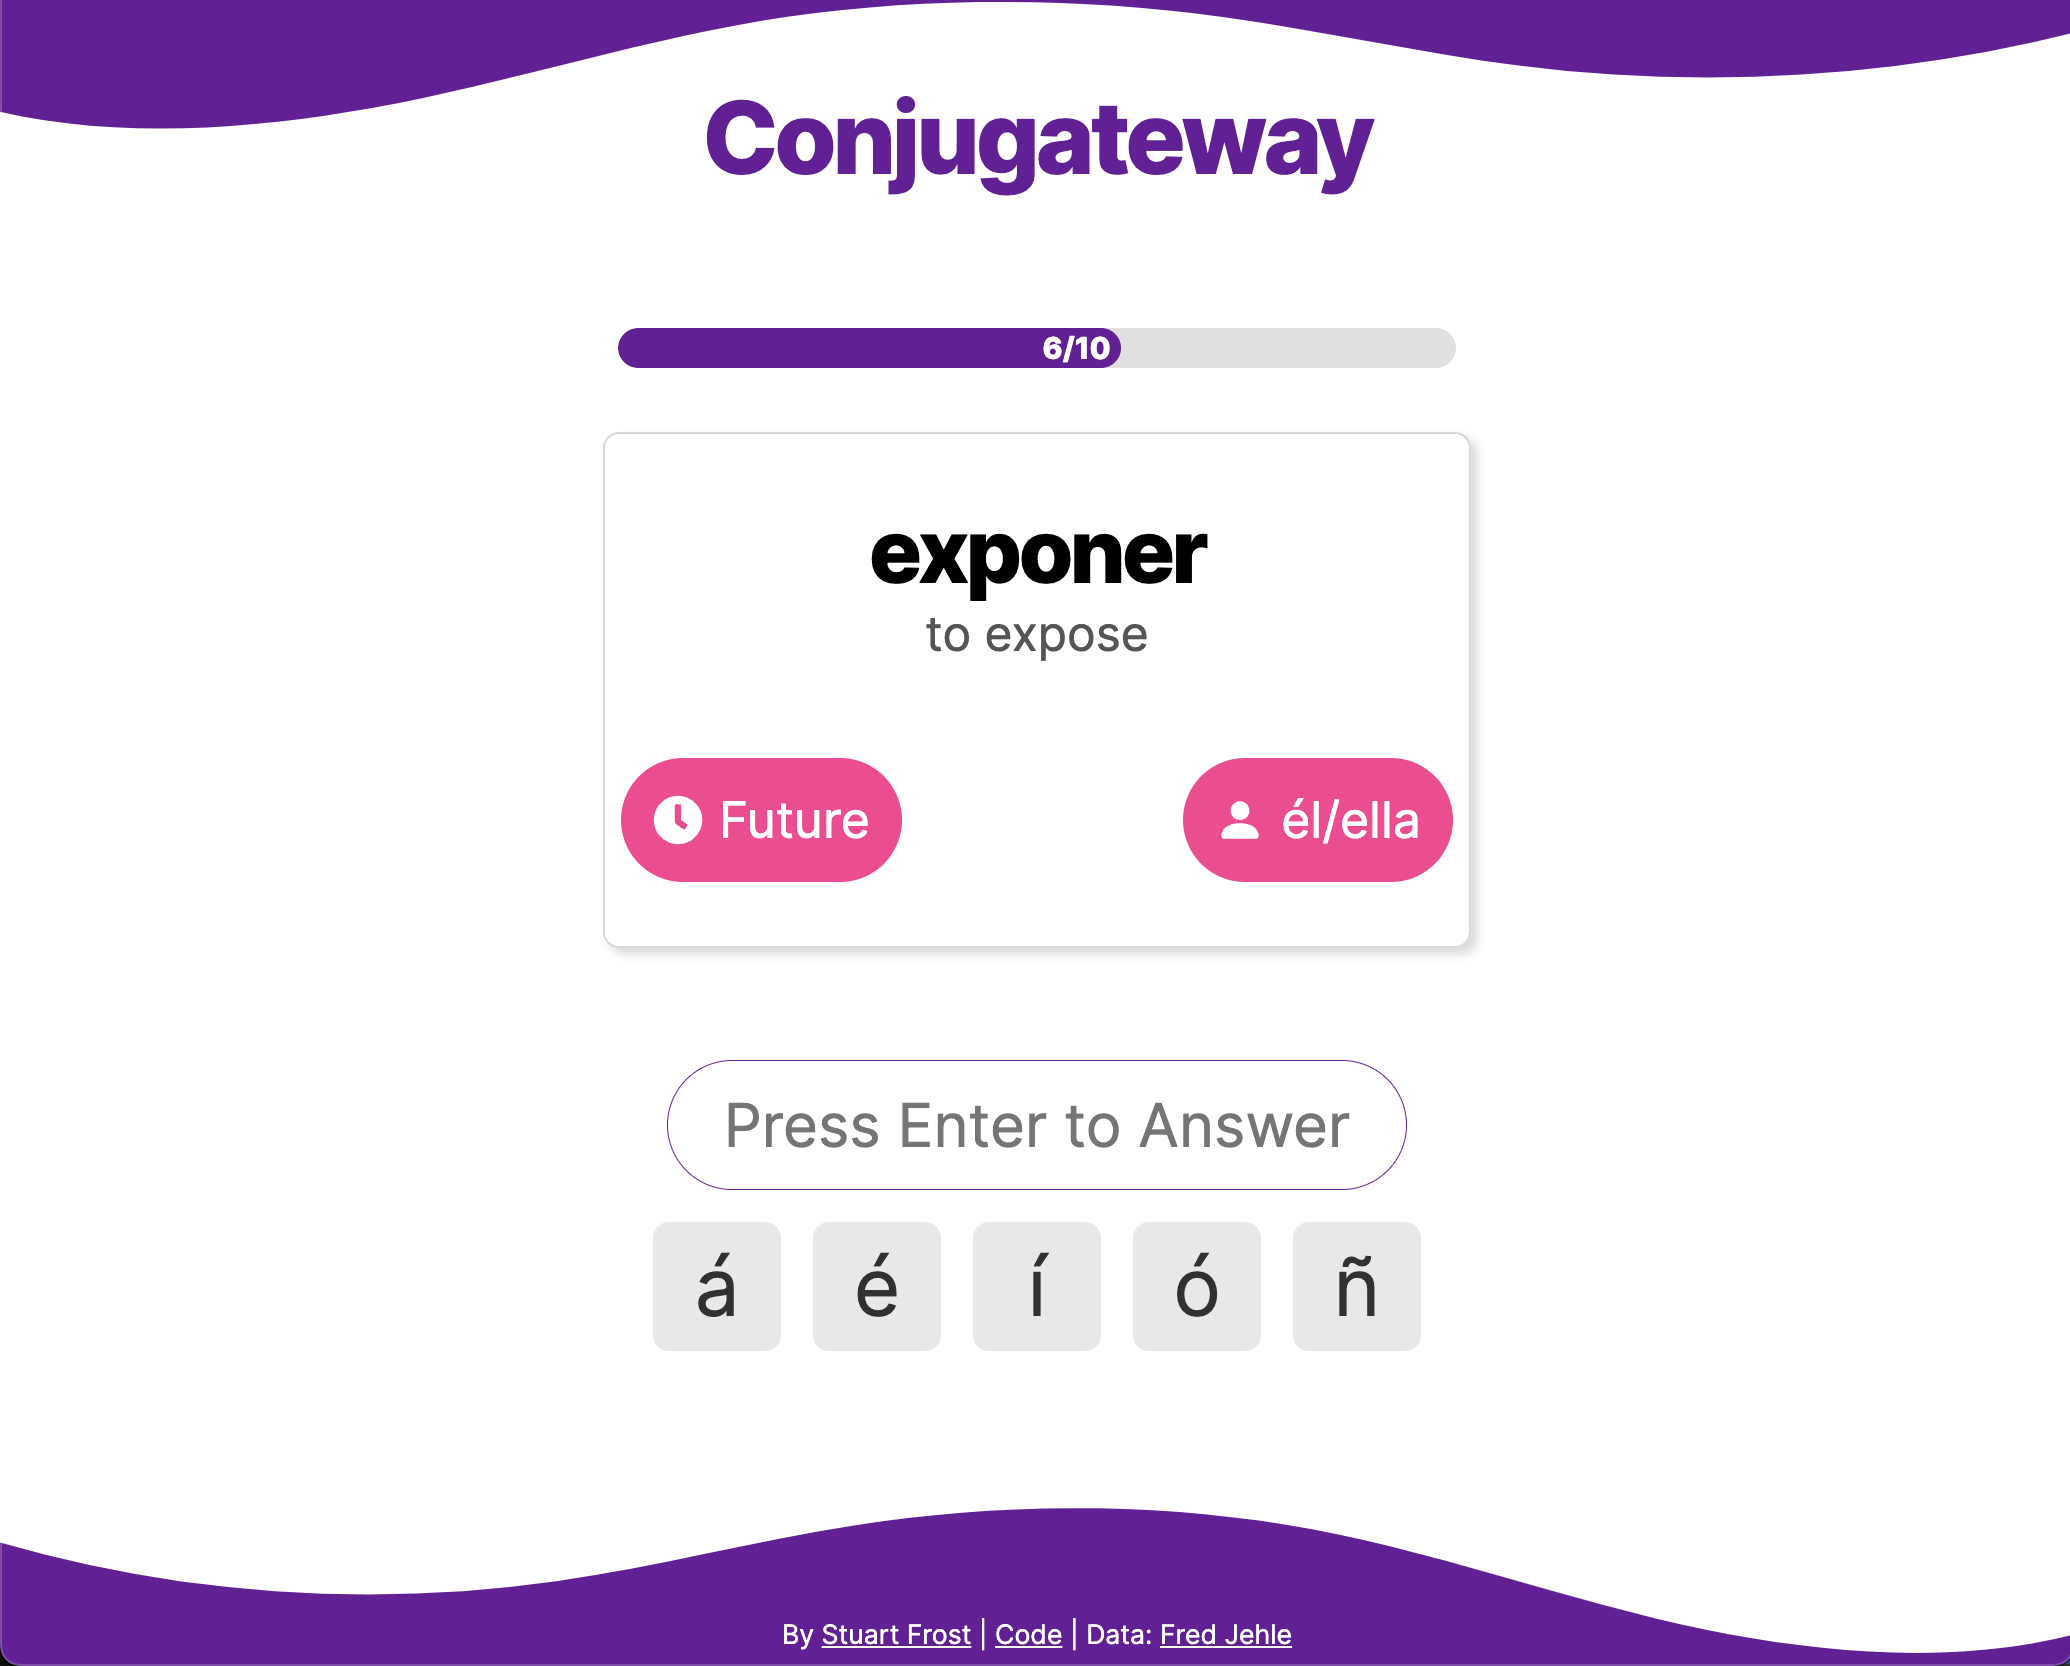 Conjugateway
6/10
exponer
to expose
Future
él/ella
Press Enter to Answer
á é í ó ñ
By Stuart Frost | Code | Data: Fred Jehle